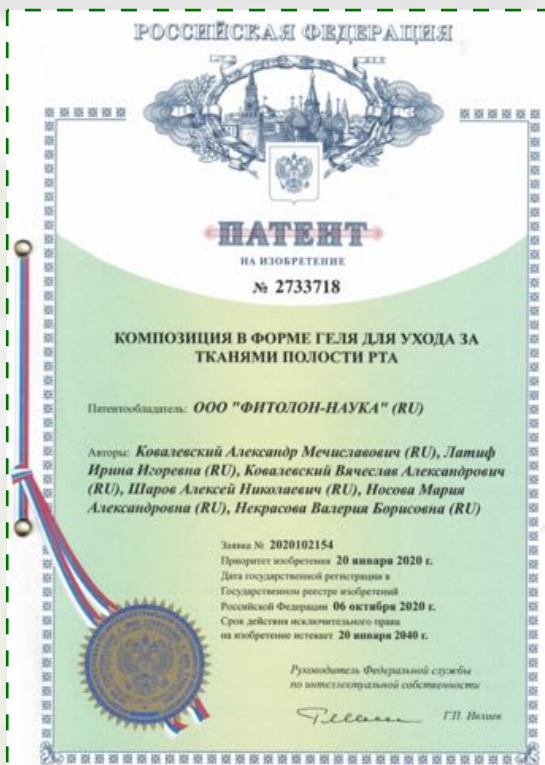 РОССИЙСКАЯ ФЕДЕРАЦИЯ
ПАТЕНТ
НА ИЗОБРЕТЕНИЕ
№ 2733718
КОМПОЗИЦИЯ В ФОРМЕ ГЕЛЯ ДЛЯ УХОДА ЗА
ТКАНЯМИ ПОЛОСТИ РТА
Патентообладатель: ООО "ФИТОЛОН-НАУКА" (RU)
Авторы: Ковалевский Александр Мечиславович (RU), Латиф
Ирина Игоревна (RU), Ковалевский Вячеслав Александрович
(RU), Шаров Алексей Николаевич (RU), Носова Мария
Александровна (RU), Некрасова Валерия Борисовна (RU)
Заявка № 2020102154
Приоритет изобретения 20 января 2020 г.
Дата государственной регистрации в
Государственном реестре изобретений
Российской Федерации 06 октября 2020 г.
Срок действия исключительного права
на изобретение истекает 20 января 2040 г.
Руководитель Федеральной службы
по интеллектуальной собственности
Г.П. Ивлиев